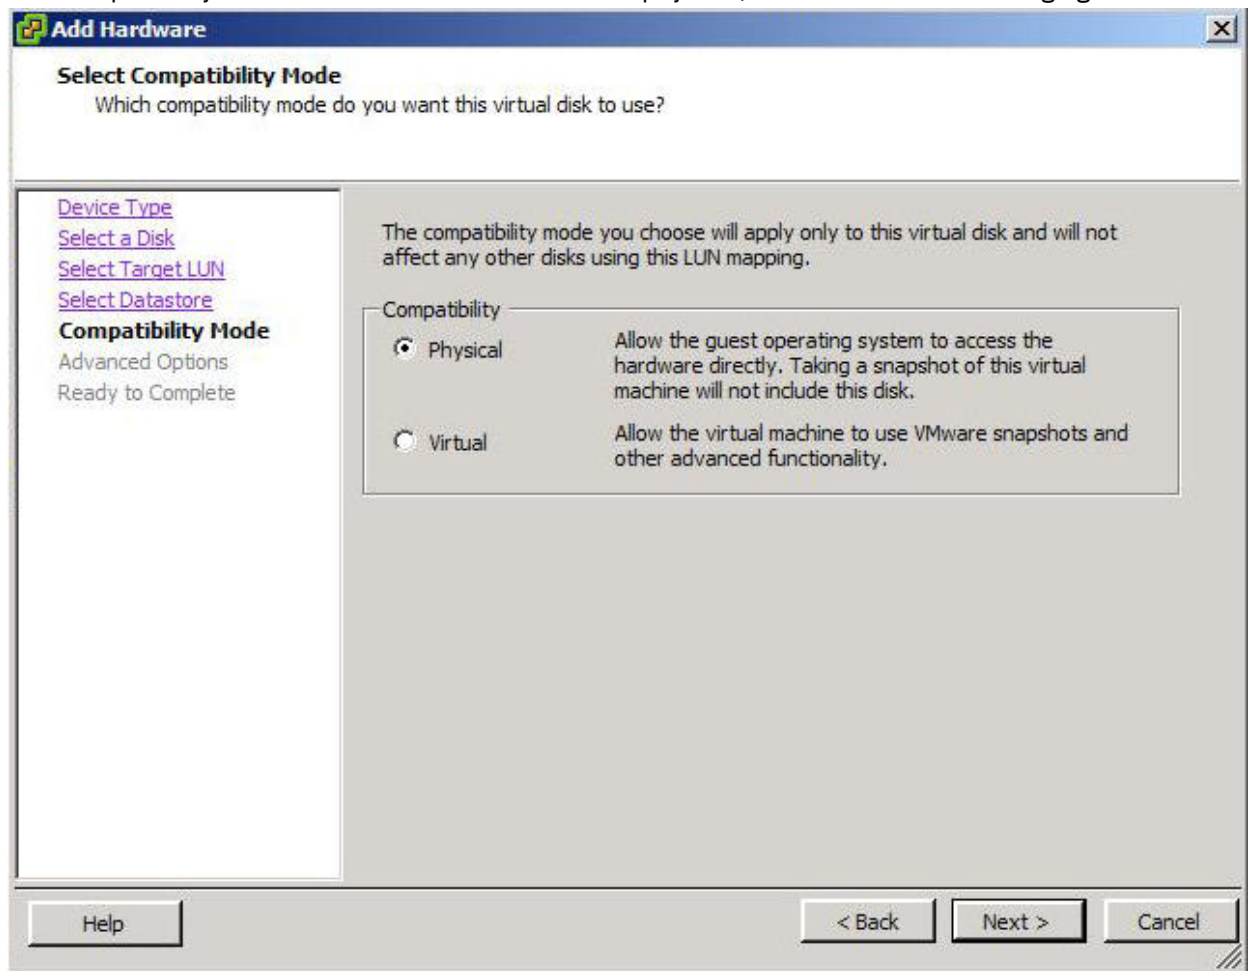 Add Hardware
Select Compatibility Mode
Which compatibility mode do you want this virtual disk to use?
Device Type
Select a Disk
Select Target LUN
Select Datastore
Compatibility Mode
Advanced Options
Ready to Complete
The compatibility mode you choose will apply only to this virtual disk and will not
affect any other disks using this LUN mapping.
Compatibility
Physical
Allow the guest operating system to access the
hardware directly. Taking a snapshot of this virtual
machine will not include this disk.
Virtual
Allow the virtual machine to use VMware snapshots and
other advanced functionality.
Help
< Back
Next >
Cancel